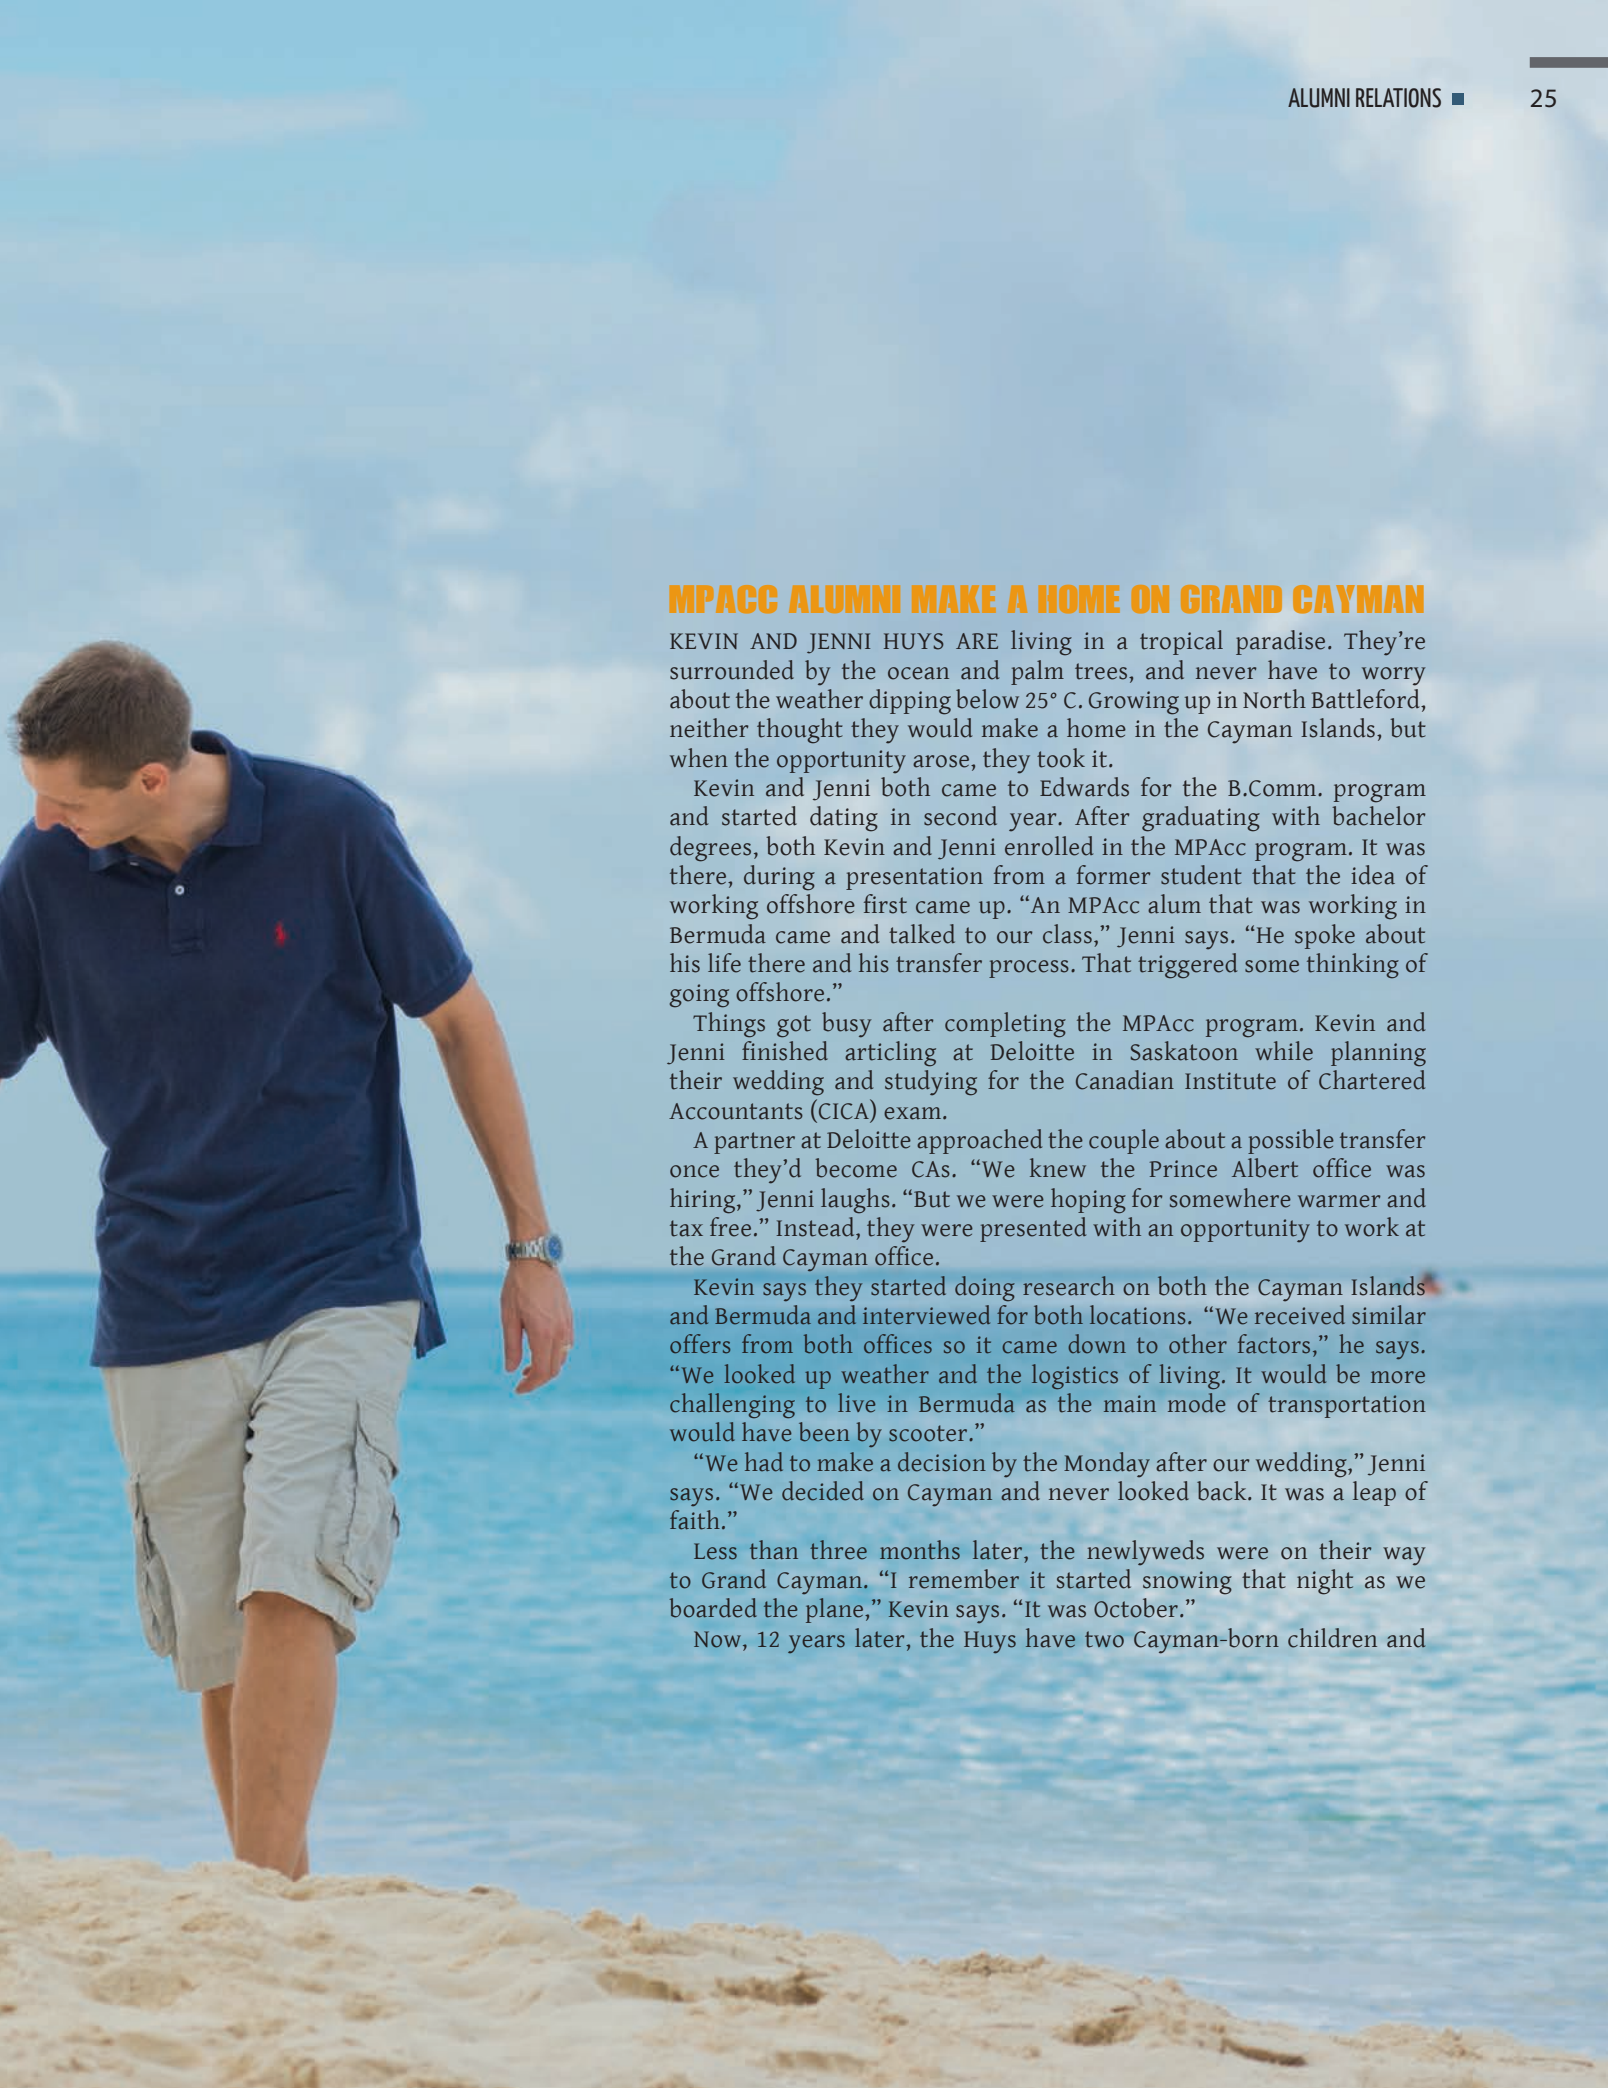 ALUMNI RELATIONS ■ 25
MPACC ALUMNI MAKE A HOME ON GRAND CAYMAN
KEVIN AND JENNI HUYS ARE living in a tropical paradise. They’re
surrounded by the ocean and palm trees, and never have to worry
about the weather dipping below 25° C. Growing up in North Battleford,
neither thought they would make a home in the Cayman Islands, but
when the opportunity arose, they took it.
Kevin and Jenni both came to Edwards for the B.Comm. program
and started dating in second year. After graduating with bachelor
degrees, both Kevin and Jenni enrolled in the MPAcc program. It was
there, during a presentation from a former student that the idea of
working offshore first came up. “An MPAcc alum that was working in
Bermuda came and talked to our class,” Jenni says. “He spoke about
his life there and his transfer process. That triggered some thinking of
going offshore.”
Things got busy after completing the MPAcc program. Kevin and
Jenni finished articling at Deloitte in Saskatoon while planning
their wedding and studying for the Canadian Institute of Chartered
Accountants (CICA) exam.
A partner at Deloitte approached the couple about a possible transfer
once they’d become CAs. “We knew the Prince Albert office was
hiring,” Jenni laughs. “But we were hoping for somewhere warmer and
tax free.” Instead, they were presented with an opportunity to work at
the Grand Cayman office.
Kevin says they started doing research on both the Cayman Islands
and Bermuda and interviewed for both locations. “We received similar
offers from both offices so it came down to other factors,” he says.
“We looked up weather and the logistics of living. It would be more
challenging to live in Bermuda as the main mode of transportation
would have been by scooter.”
“We had to make a decision by the Monday after our wedding,” Jenni
says. “We decided on Cayman and never looked back. It was a leap of
faith.”
Less than three months later, the newlyweds were on their way
to Grand Cayman. “I remember it started snowing that night as we
boarded the plane,” Kevin says. “It was October.”
Now, 12 years later, the Huys have two Cayman-born children and